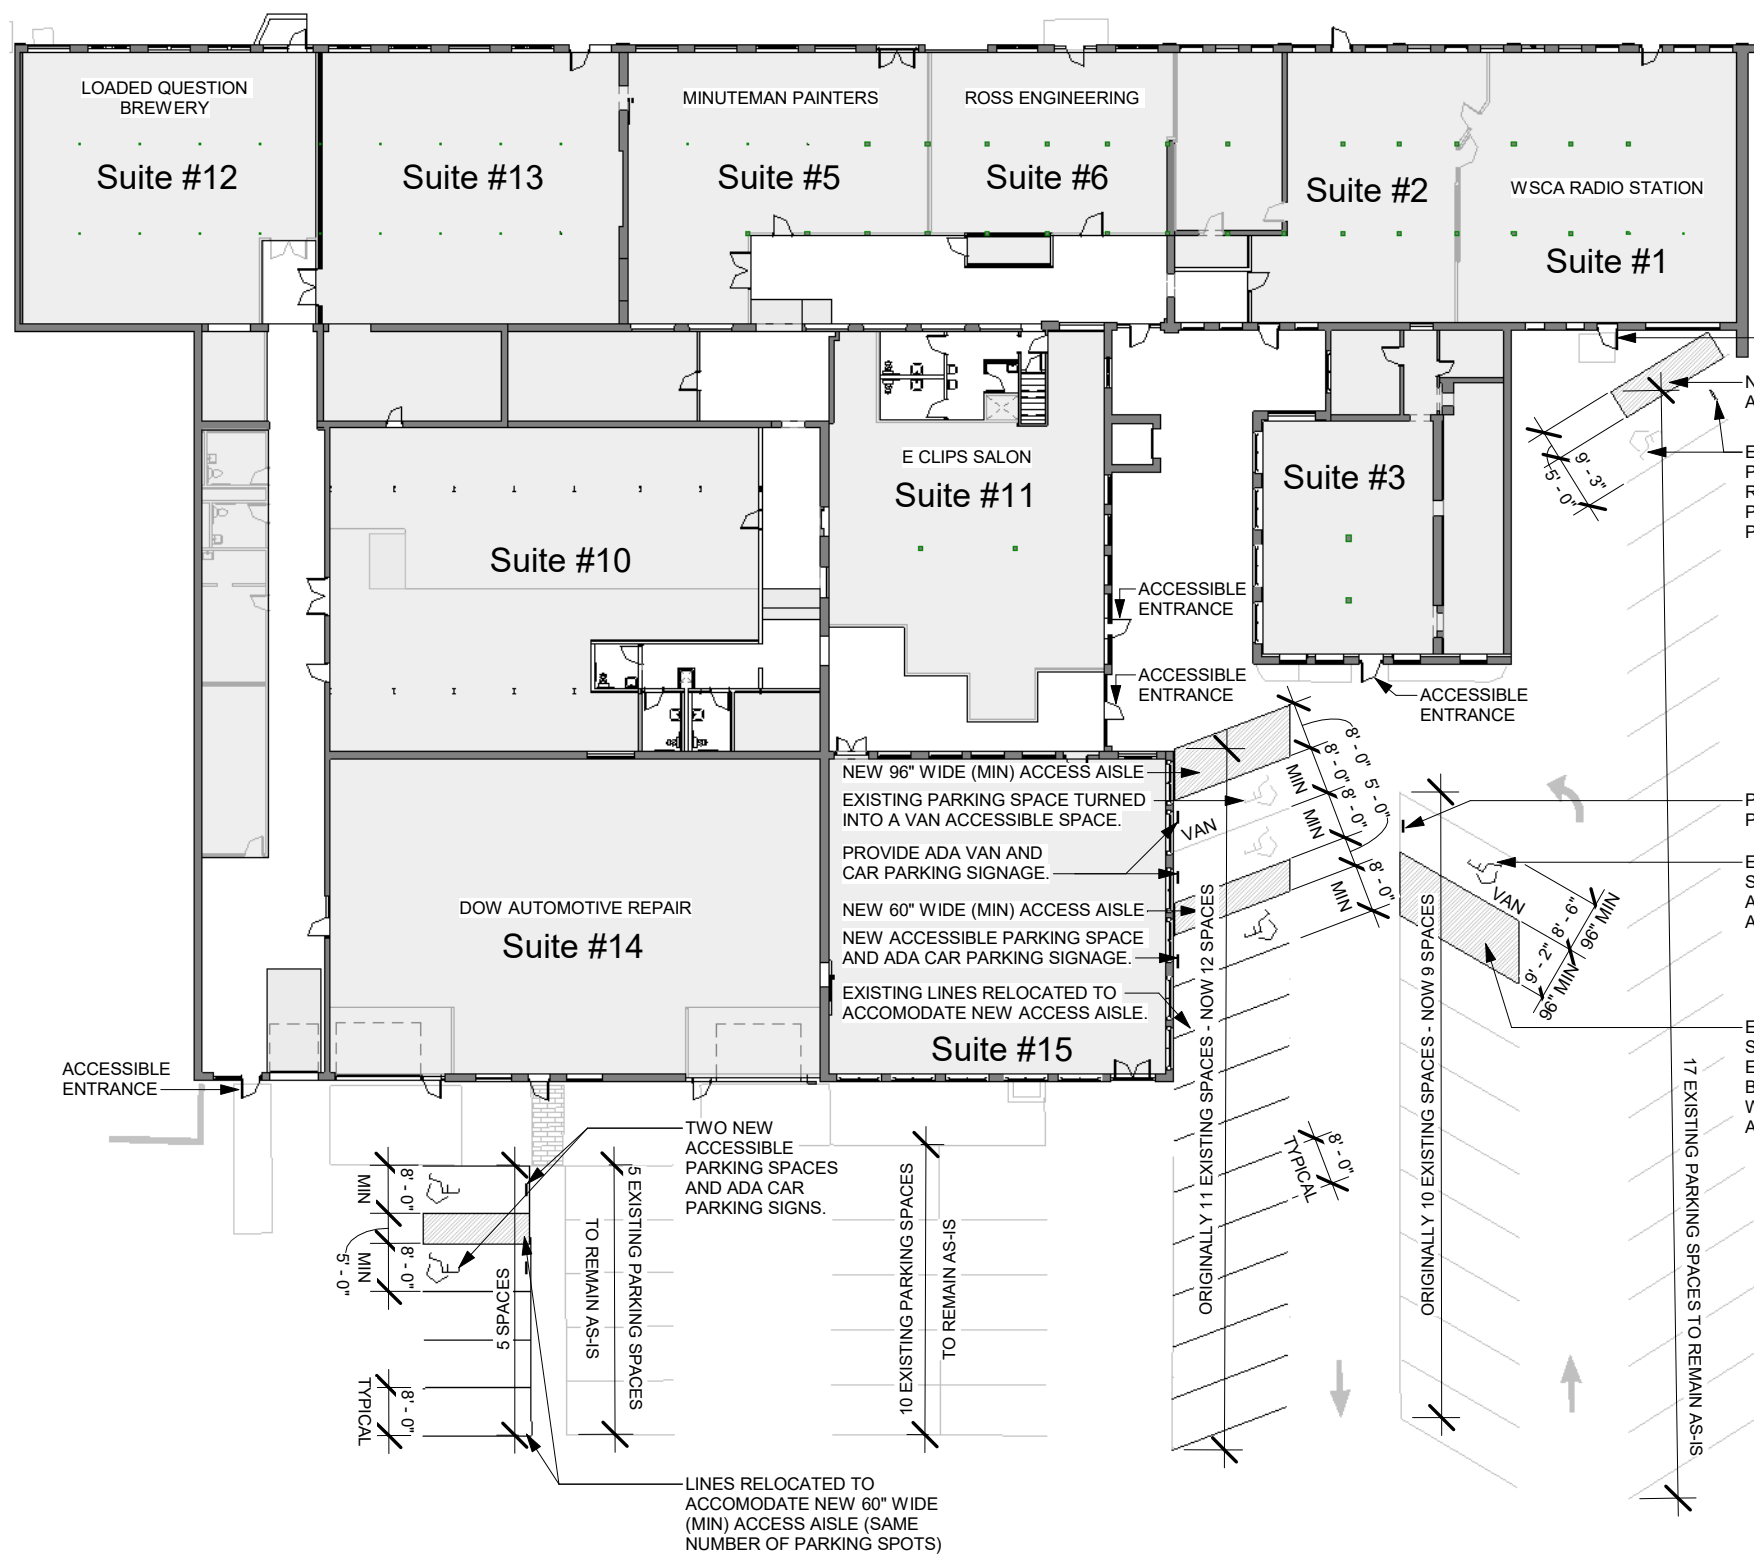 LOADED QUESTION
BREWERY
Suite #12
Suite #13
MINUTEMAN PAINTERS
Suite #5
ROSS ENGINEERING
Suite #6
Suite #2
WSCA RADIO STATION
Suite #1
N
A
E
P
R
P
P
9' - 3"
5' - 0"
E CLIPS SALON
Suite #11
Suite #3
Suite #10
ACCESSIBLE
ENTRANCE
ACCESSIBLE
ENTRANCE
ACCESSIBLE
ENTRANCE
NEW 96" WIDE (MIN) ACCESS AISLE
EXISTING PARKING SPACE TURNED
INTO A VAN ACCESSIBLE SPACE.
PROVIDE ADA VAN AND
CAR PARKING SIGNAGE.
NEW 60" WIDE (MIN) ACCESS AISLE
NEW ACCESSIBLE PARKING SPACE
AND ADA CAR PARKING SIGNAGE.
EXISTING LINES RELOCATED TO
ACCOMODATE NEW ACCESS AISLE.
Suite #15
DOW AUTOMOTIVE REPAIR
Suite #14
VAN
8' - 0"
8' - 0"
MIN
5' - 0"
8' - 0"
MIN
8' - 0"
MIN
ORIGINALLY 11 EXISTING SPACES - NOW 12 SPACES
8' - 0"
TYPICAL
ORIGINALLY 10 EXISTING SPACES - NOW 9 SPACES
VAN
8' - 6"
96" MIN
9' - 2"
96" MIN
P
P
E
S
A
A
E
S
E
B
W
A
17 EXISTING PARKING SPACES TO REMAIN AS-IS
ACCESSIBLE
ENTRANCE
TWO NEW
ACCESSIBLE
PARKING SPACES
AND ADA CAR
PARKING SIGNS.
8' - 0"
MIN
5' - 0"
8' - 0"
MIN
8' - 0"
TYPICAL
5 SPACES
5 EXISTING PARKING SPACES
TO REMAIN AS-IS
10 EXISTING PARKING SPACES
TO REMAIN AS-IS
LINES RELOCATED TO
ACCOMODATE NEW 60" WIDE
(MIN) ACCESS AISLE (SAME
NUMBER OF PARKING SPOTS)